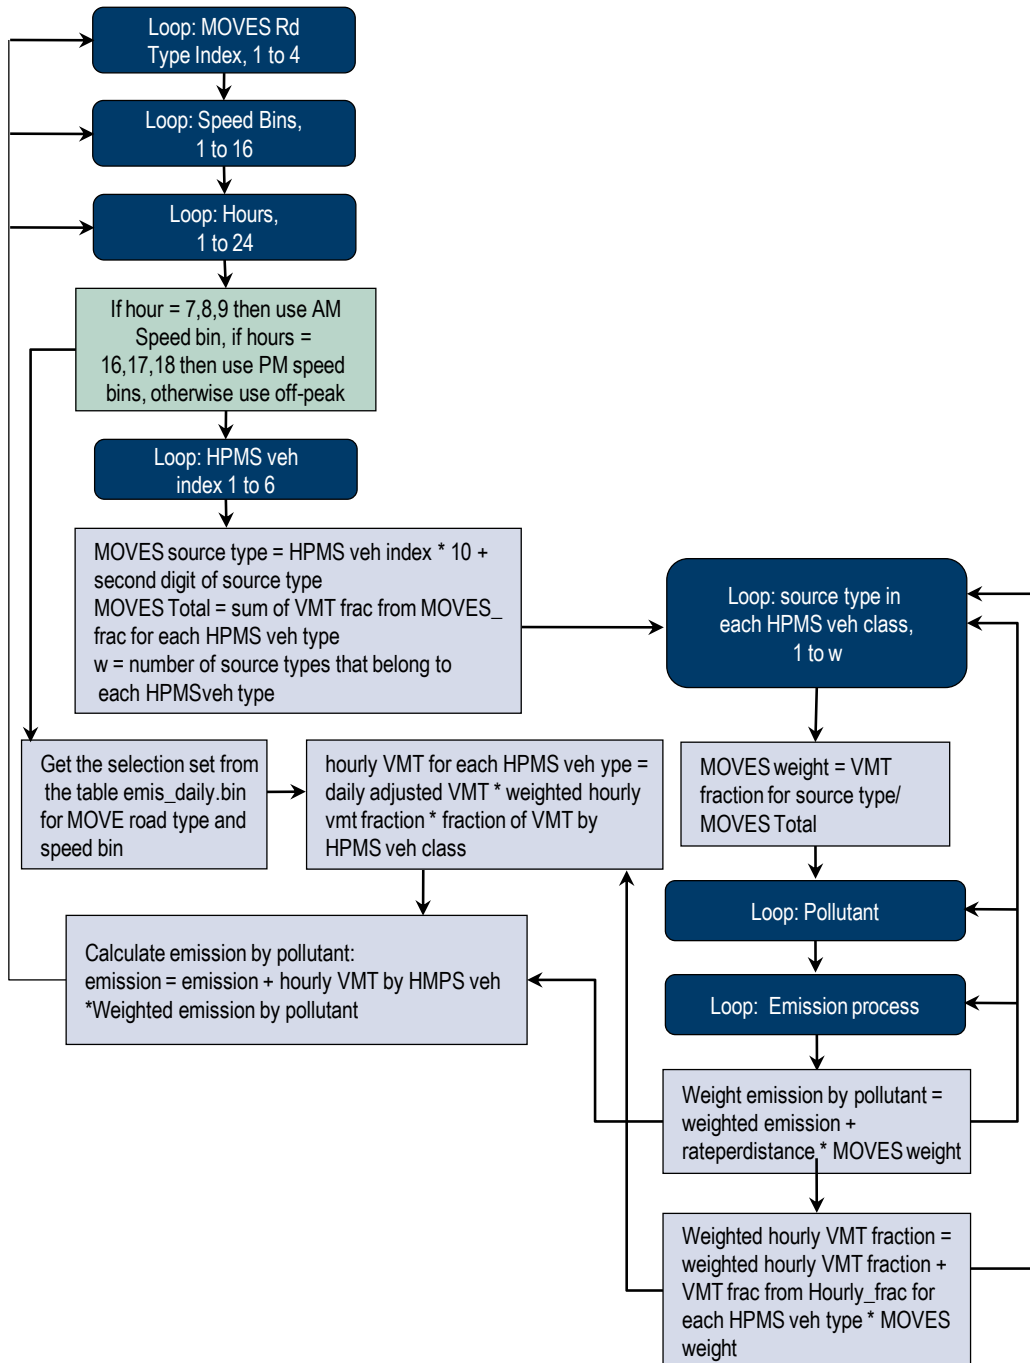 Loop: MOVES Rd
Type Index, 1 to 4
Loop: Speed Bins,
1 to 16
Loop: Hours,
1 to 24
If hour = 7,8,9 then use AM
Speed bin, if hours =
16,17,18 then use PM speed
bins, otherwise use off-peak
Loop: HPMS veh
index 1 to 6
MOVES source type = HPMS veh index * 10 +
second digit of source type
MOVES Total = sum of VMT frac from MOVES_
frac for each HPMS veh type
w = number of source types that belong to
each HPMSveh type
Loop: source type in
each HPMS veh class,
1 to w
Get the selection set from
the table emis_daily.bin
for MOVE road type and
speed bin
hourly VMT for each HPMS veh ype =
daily adjusted VMT * weighted hourly
vmt fraction * fraction of VMT by
HPMS veh class
MOVES weight = VMT
fraction for source type/
MOVES Total
Loop: Pollutant
Calculate emission by pollutant:
emission = emission + hourly VMT by HMPS veh
*Weighted emission by pollutant
Loop: Emission process
Weight emission by pollutant =
weighted emission +
rateperdistance * MOVES weight
Weighted hourly VMT fraction =
weighted hourly VMT fraction +
VMT frac from Hourly_frac for
each HPMS veh type * MOVES
weight